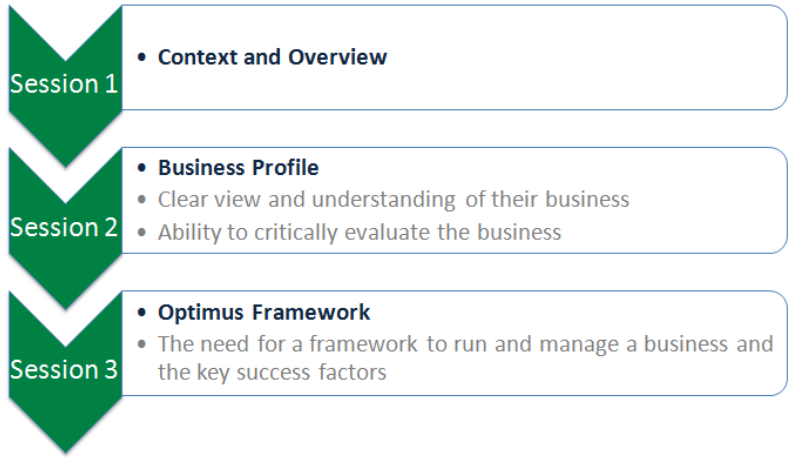 Session 1
• Context and Overview
Session 2
• Business Profile
• Clear view and understanding of their business
• Ability to critically evaluate the business
Session 3
• Optimus Framework
• The need for a framework to run and manage a business and
the key success factors